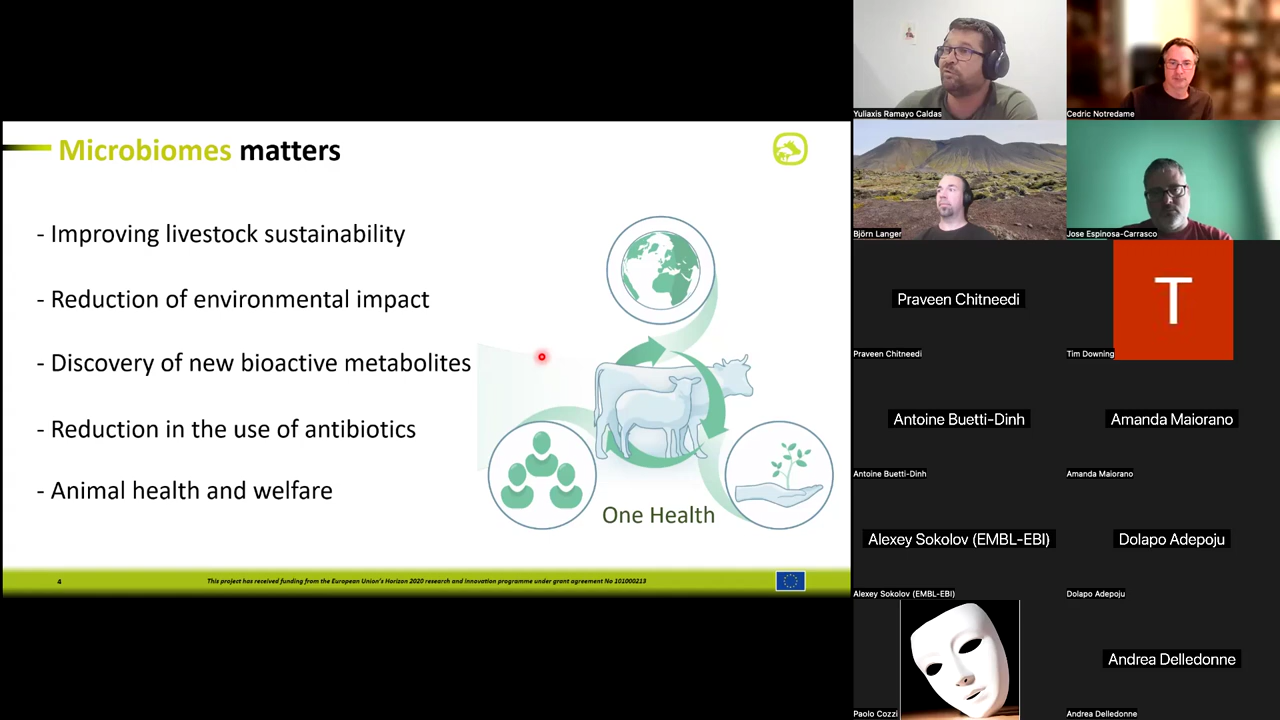 Microbiomes matters
- Improving livestock sustainability
- Reduction of environmental impact
- Discovery of new bioactive metabolites
- Reduction in the use of antibiotics
- Animal health and welfare
One Health
4
This project has received funding from the European Union's Horizon 2020 research and Innovation programme under grant agreement No 101000213
Yuliaxis Ramayo Caldas
Cedric Notredame
Björn Langer
Jose Espinosa-Carrasco
Praveen Chitneedi
T
Praveen Chitneedi
Tim Downing
Antoine Buetti-Dinh
Amanda Maiorano
Antoine Buetti-Dinh
Amanda Maiorano
Alexey Sokolov (EMBL-EBI)
Dolapo Adepoju
Alexey Sokolov (EMBL-EBI)
Dolapo Adepoju
Andrea Delledonne
Paolo Cozzi
Andrea Delledonne